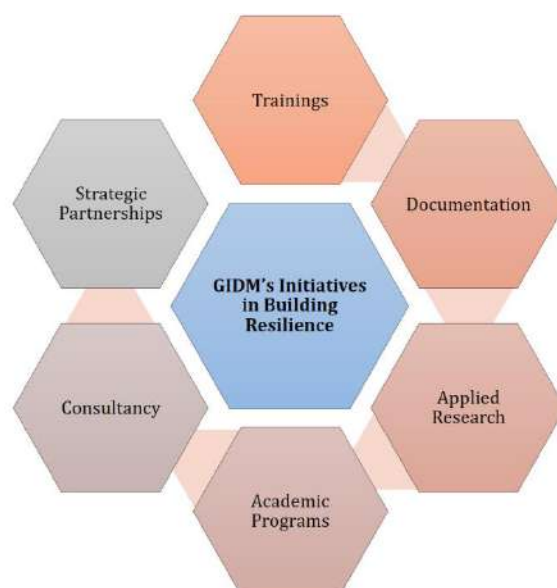 Trainings
Documentation
Applied
Research
Academic
Programs
Consultancy
Strategic
Partnerships
GIDM's Initiatives
in Building
Resilience